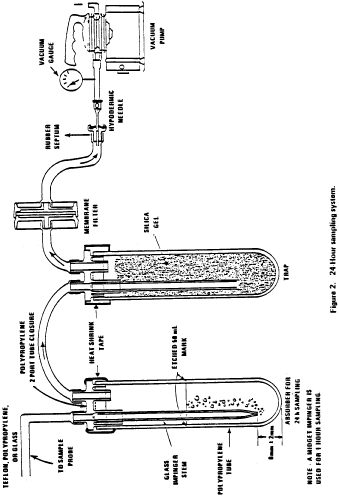 VACUUM
GAUGE
VACUUM
PUMP
HYPODERMIC
NEEDLE
RUBBER
SEPTUM
MEMBRANE
FILTER
SILICA
GEL
TRAP
POLYPROPYLENE
2 PORT TUBE CLOSURE
HEAT SHRINK
TAPE
ETCHED 50 mL
MARK
TEFLON, POLYPROPYLENE,
OR GLASS
TO SAMPLE
PROBE
GLASS
IMPINGER
STEM
POLYPROPYLENE
TUBE
8mm ± 2mm
ABSORBER FOR
24 h SAMPLING
NOTE - A MIDGET IMPINGER IS
USED FOR 1 HOUR SAMPLING.
Figure 2. 24 Hour sampling system.